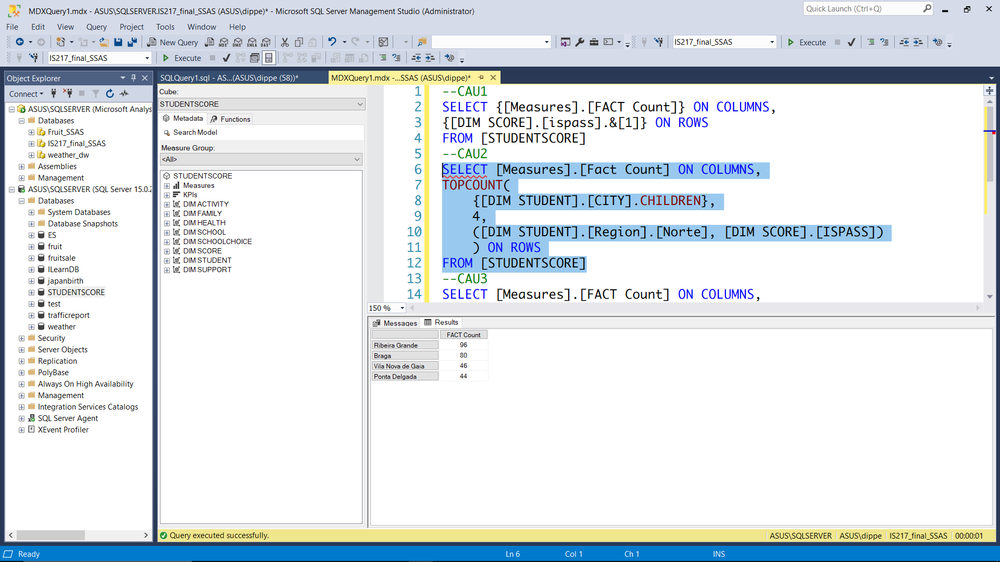 MDXQuery1.mdx - ASUS\SQLSERVER.IS217_final_SSAS (ASUS\dippe)* - Microsoft SQL Server Management Studio (Administrator)
Quick Launch (Ctrl+Q)
File Edit View Query Project Tools Window Help
New Query MDX DMX XMLA DAX IS217_final_SSAS Execute
IS217_final_SSAS Execute
Object Explorer
Connect
ASUS\SQLSERVER (Microsoft Analys
Databases
Fruit_SSAS
IS217_final_SSAS
weather_dw
Assemblies
Management
ASUS\SQLSERVER (SQL Server 15.0.2
Databases
System Databases
Database Snapshots
ES
fruit
fruitsale
ILearnDB
japanbirth
STUDENTSCORE
test
trafficreport
weather
Security
Server Objects
Replication
PolyBase
Always On High Availability
Management
Integration Services Catalogs
SQL Server Agent
XEvent Profiler
SQLQuery1.sql - AS...(ASUS\dippe (58))*
MDXQuery1.mdx -...SSAS (ASUS\dippe)*
Cube:
STUDENTSCORE
Metadata Functions
Search Model
Measure Group:
<All>
STUDENTSCORE
Measures
KPIs
DIM ACTIVITY
DIM FAMILY
DIM HEALTH
DIM SCHOOL
DIM SCHOOLCHOICE
DIM SCORE
DIM STUDENT
DIM SUPPORT
1 --CAU1
2 SELECT {[Measures].[FACT Count]} ON COLUMNS,
3 {[DIM SCORE].[ispass].&[1]} ON ROWS
4 FROM [STUDENTSCORE]
5 --CAU2
6 SELECT [Measures].[Fact Count] ON COLUMNS,
7 TOPCOUNT(
8 {[DIM STUDENT].[CITY].CHILDREN},
9 4,
10 ([DIM STUDENT].[Region].[Norte], [DIM SCORE].[ISPASS])
11 ) ON ROWS
12 FROM [STUDENTSCORE]
13 --CAU3
14 SELECT [Measures].[FACT Count] ON COLUMNS,
150 %
Messages Results
FACT Count
Ribeira Grande 96
Braga 80
Vila Nova de Gaia 46
Ponta Delgada 44
Query executed successfully.
ASUS\SQLSERVER ASUS\dippe IS217_final_SSAS 00:00:01
Ready Ln 6 Col 1 Ch 1 INS